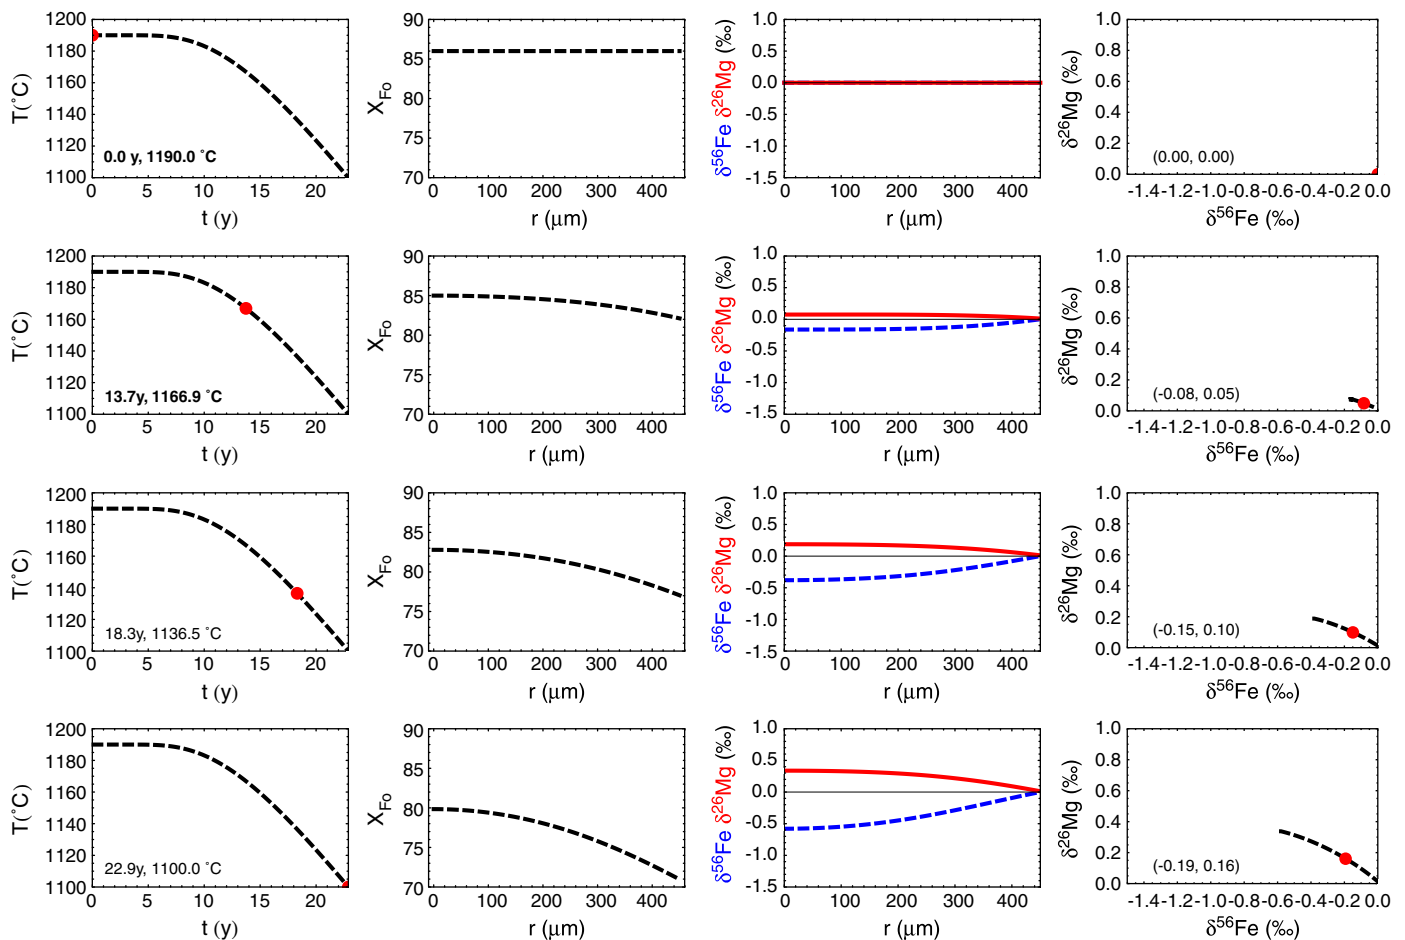 1200
1180
1160
1140
1120
1100
T(˚C)
0.0 y, 1190.0 ˚C
0 5 10 15 20
t (y)
90
85
80
75
70
X_Fo
0 100 200 300 400
r (µm)
1.0
0.5
0.0
-0.5
-1.0
-1.5
δ56Fe δ26Mg (‰)
0 100 200 300 400
r (µm)
1.0
0.8
0.6
0.4
0.2
0.0
δ26Mg (‰)
(0.00, 0.00)
-1.4-1.2-1.0-0.8-0.6-0.4-0.2 0.0
δ56Fe (‰)
1200
1180
1160
1140
1120
1100
T(˚C)
13.7y, 1166.9 ˚C
0 5 10 15 20
t (y)
90
85
80
75
70
X_Fo
0 100 200 300 400
r (µm)
1.0
0.5
0.0
-0.5
-1.0
-1.5
δ56Fe δ26Mg (‰)
0 100 200 300 400
r (µm)
1.0
0.8
0.6
0.4
0.2
0.0
δ26Mg (‰)
(-0.08, 0.05)
-1.4-1.2-1.0-0.8-0.6-0.4-0.2 0.0
δ56Fe (‰)
1200
1180
1160
1140
1120
1100
T(˚C)
18.3y, 1136.5 ˚C
0 5 10 15 20
t (y)
90
85
80
75
70
X_Fo
0 100 200 300 400
r (µm)
1.0
0.5
0.0
-0.5
-1.0
-1.5
δ56Fe δ26Mg (‰)
0 100 200 300 400
r (µm)
1.0
0.8
0.6
0.4
0.2
0.0
δ26Mg (‰)
(-0.15, 0.10)
-1.4-1.2-1.0-0.8-0.6-0.4-0.2 0.0
δ56Fe (‰)
1200
1180
1160
1140
1120
1100
T(˚C)
22.9y, 1100.0 ˚C
0 5 10 15 20
t (y)
90
85
80
75
70
X_Fo
0 100 200 300 400
r (µm)
1.0
0.5
0.0
-0.5
-1.0
-1.5
δ56Fe δ26Mg (‰)
0 100 200 300 400
r (µm)
1.0
0.8
0.6
0.4
0.2
0.0
δ26Mg (‰)
(-0.19, 0.16)
-1.4-1.2-1.0-0.8-0.6-0.4-0.2 0.0
δ56Fe (‰)